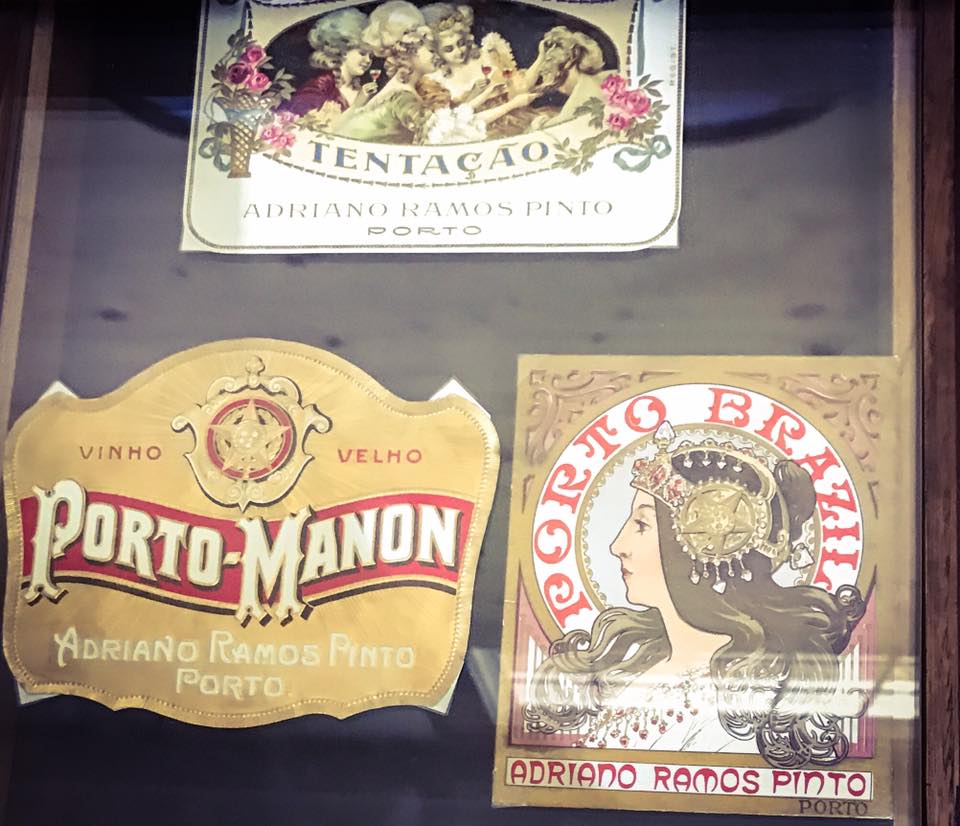 TENTAÇÃO
ADRIANO RAMOS PINTO
PORTO
VINHO VELHO
PORTO-MANON
ADRIANO RAMOS PINTO
PORTO.
PORTO BRAZIL
ADRIANO RAMOS PINTO
PORTO